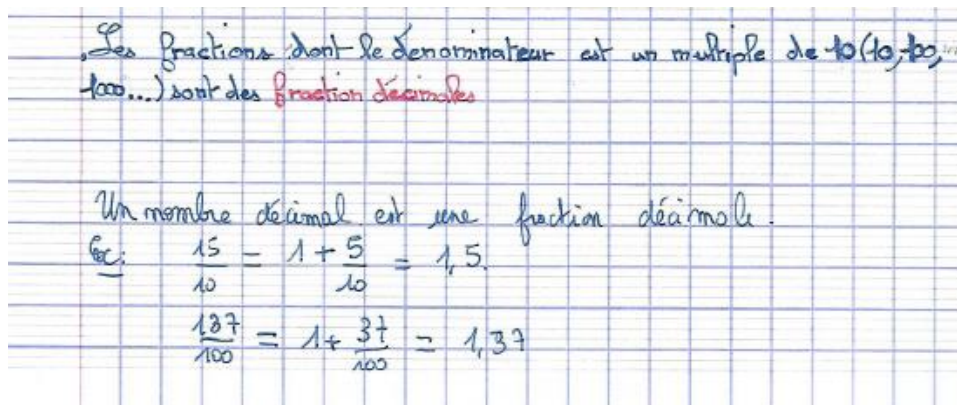 Les fractions dont le denominateur est un multiple de 10 (10, 100,
1000...) sont des fraction décimales
Un nombre décimal est une fraction décimale.
Ex: 15/10 = 1 + 5/10 = 1,5.
137/100 = 1 + 37/100 = 1,37